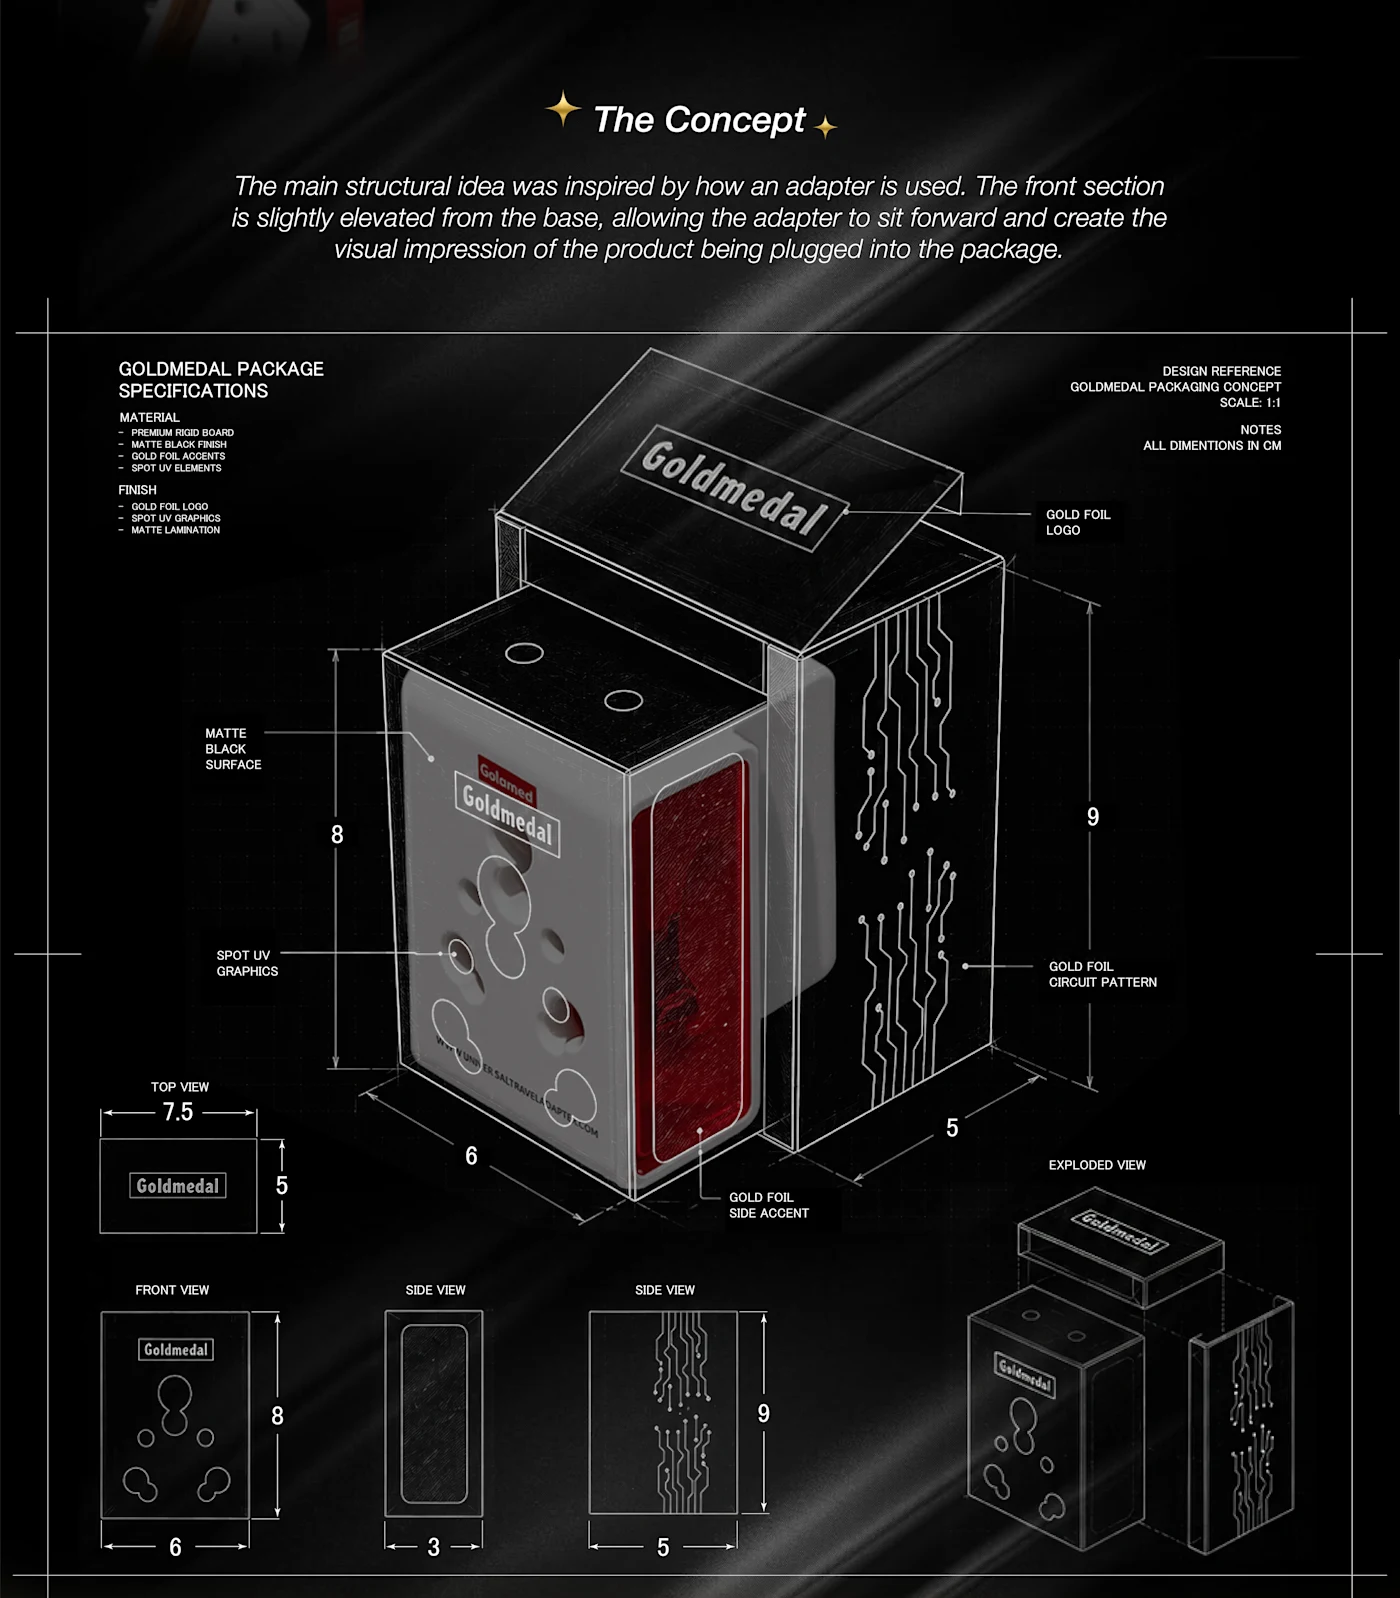 The Concept
The main structural idea was inspired by how an adapter is used. The front section
is slightly elevated from the base, allowing the adapter to sit forward and create the
visual impression of the product being plugged into the package.
GOLDMEDAL PACKAGE
SPECIFICATIONS
MATERIAL
- PREMIUM RIGID BOARD
- MATTE BLACK FINISH
- GOLD FOIL ACCENTS
- SPOT UV ELEMENTS
FINISH
- GOLD FOIL LOGO
- SPOT UV GRAPHICS
- MATTE LAMINATION
DESIGN REFERENCE
GOLDMEDAL PACKAGING CONCEPT
SCALE: 1:1
NOTES
ALL DIMENTIONS IN CM
Goldmedal
GOLD FOIL
LOGO
MATTE
BLACK
SURFACE
Goldmedal
8
9
SPOT UV
GRAPHICS
GOLD FOIL
CIRCUIT PATTERN
6
5
GOLD FOIL
SIDE ACCENT
TOP VIEW
7.5
Goldmedal
5
EXPLODED VIEW
Goldmedal
Goldmedal
FRONT VIEW
Goldmedal
8
6
SIDE VIEW
3
SIDE VIEW
9
5